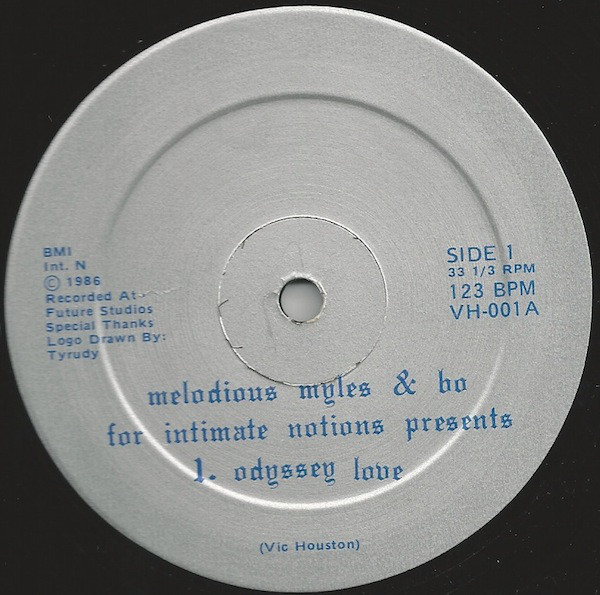 BMI
Int. N
© 1986
Recorded At
Future Studios
Special Thanks
Logo Drawn By:
Tyrudy
SIDE 1
33 1/3 RPM
123 BPM
VH-001A
melodious myles & bo
for intimate notions presents
1. odyssey love
(Vic Houston)